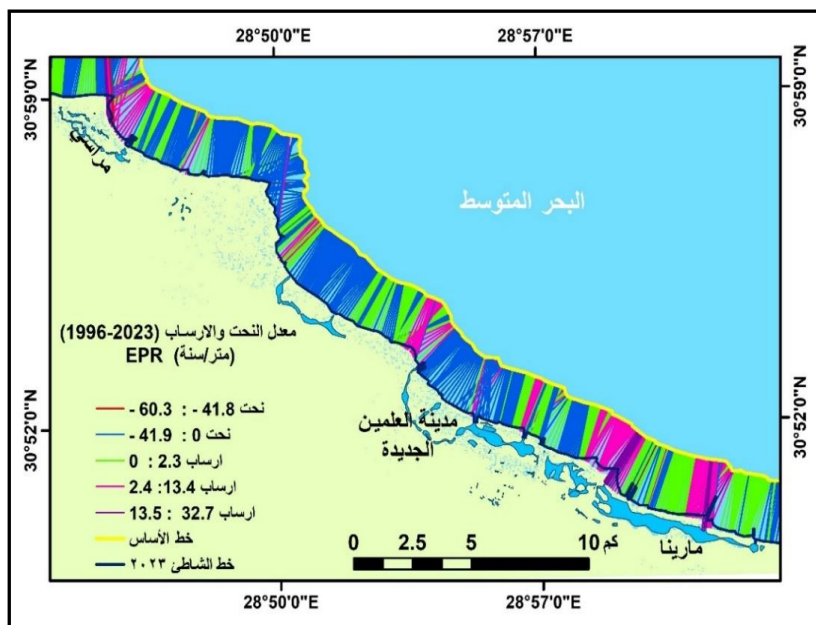 28°50'0"E 28°57'0"E
30°59'0"N 30°59'0"N
مراسي
البحر المتوسط
معدل النحت والارساب (2023-1996)
(متر/سنة) EPR
نحت 41.8 - : 60.3 -
نحت 0 : 41.9 -
ارساب 2.3 : 0
ارساب 13.4: 2.4
ارساب 32.7 : 13.5
خط الأساس
خط الشاطئ ٢٠٢٣
مدينة العلمين
الجديدة
30°52'0"N 30°52'0"N
مارينا
0 2.5 5 10 كم
28°50'0"E 28°57'0"E